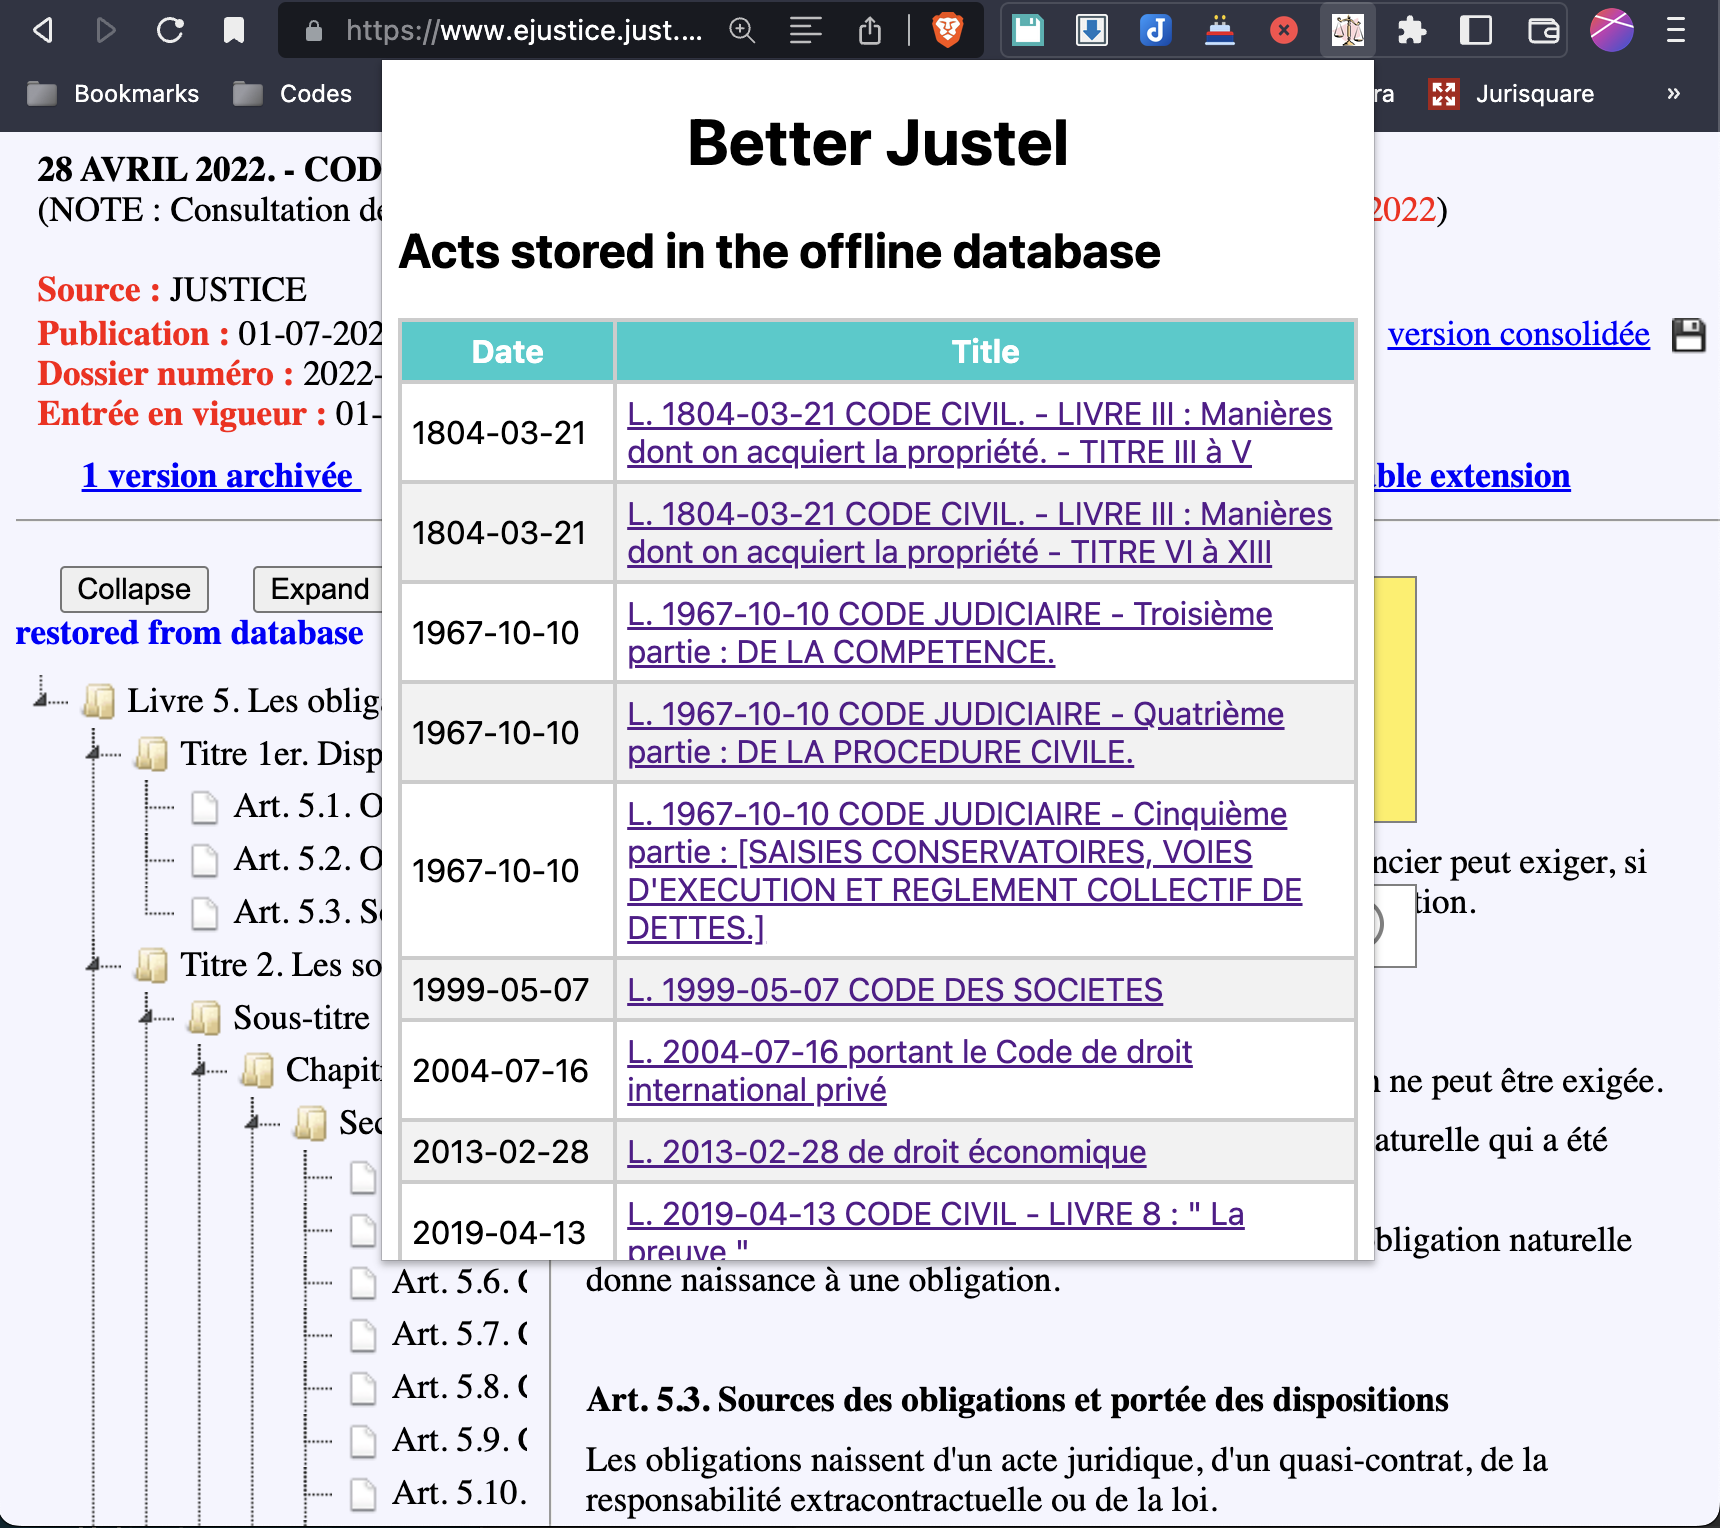 https://www.ejustice.just....
Bookmarks
Codes
ra
Jurisquare
»
28 AVRIL 2022. - COD
(NOTE : Consultation de
2022)
Source : JUSTICE
Publication : 01-07-202
Dossier numéro : 2022-
Entrée en vigueur : 01-
version consolidée
1 version archivée
ble extension
Collapse
Expand
restored from database
Livre 5. Les oblig
Titre 1er. Disp
Art. 5.1. O
Art. 5.2. O
Art. 5.3. S
Titre 2. Les so
Sous-titre
Chapit
Sec
Art. 5.6.
Art. 5.7.
Art. 5.8.
Art. 5.9.
Art. 5.10.
Better Justel
Acts stored in the offline database
Date Title
1804-03-21 L. 1804-03-21 CODE CIVIL. - LIVRE III : Manières
dont on acquiert la propriété. - TITRE III à V
1804-03-21 L. 1804-03-21 CODE CIVIL. - LIVRE III : Manières
dont on acquiert la propriété - TITRE VI à XIII
1967-10-10 L. 1967-10-10 CODE JUDICIAIRE - Troisième
partie : DE LA COMPETENCE.
1967-10-10 L. 1967-10-10 CODE JUDICIAIRE - Quatrième
partie : DE LA PROCEDURE CIVILE.
1967-10-10 L. 1967-10-10 CODE JUDICIAIRE - Cinquième
partie : [SAISIES CONSERVATOIRES, VOIES
D'EXECUTION ET REGLEMENT COLLECTIF DE
DETTES.]
1999-05-07 L. 1999-05-07 CODE DES SOCIETES
2004-07-16 L. 2004-07-16 portant le Code de droit
international privé
2013-02-28 L. 2013-02-28 de droit économique
2019-04-13 L. 2019-04-13 CODE CIVIL - LIVRE 8 : " La
preuve "
ncier peut exiger, si
tion.
ne peut être exigée.
aturelle qui a été
bligation naturelle
donne naissance à une obligation.
Art. 5.3. Sources des obligations et portée des dispositions
Les obligations naissent d'un acte juridique, d'un quasi-contrat, de la
responsabilité extracontractuelle ou de la loi.